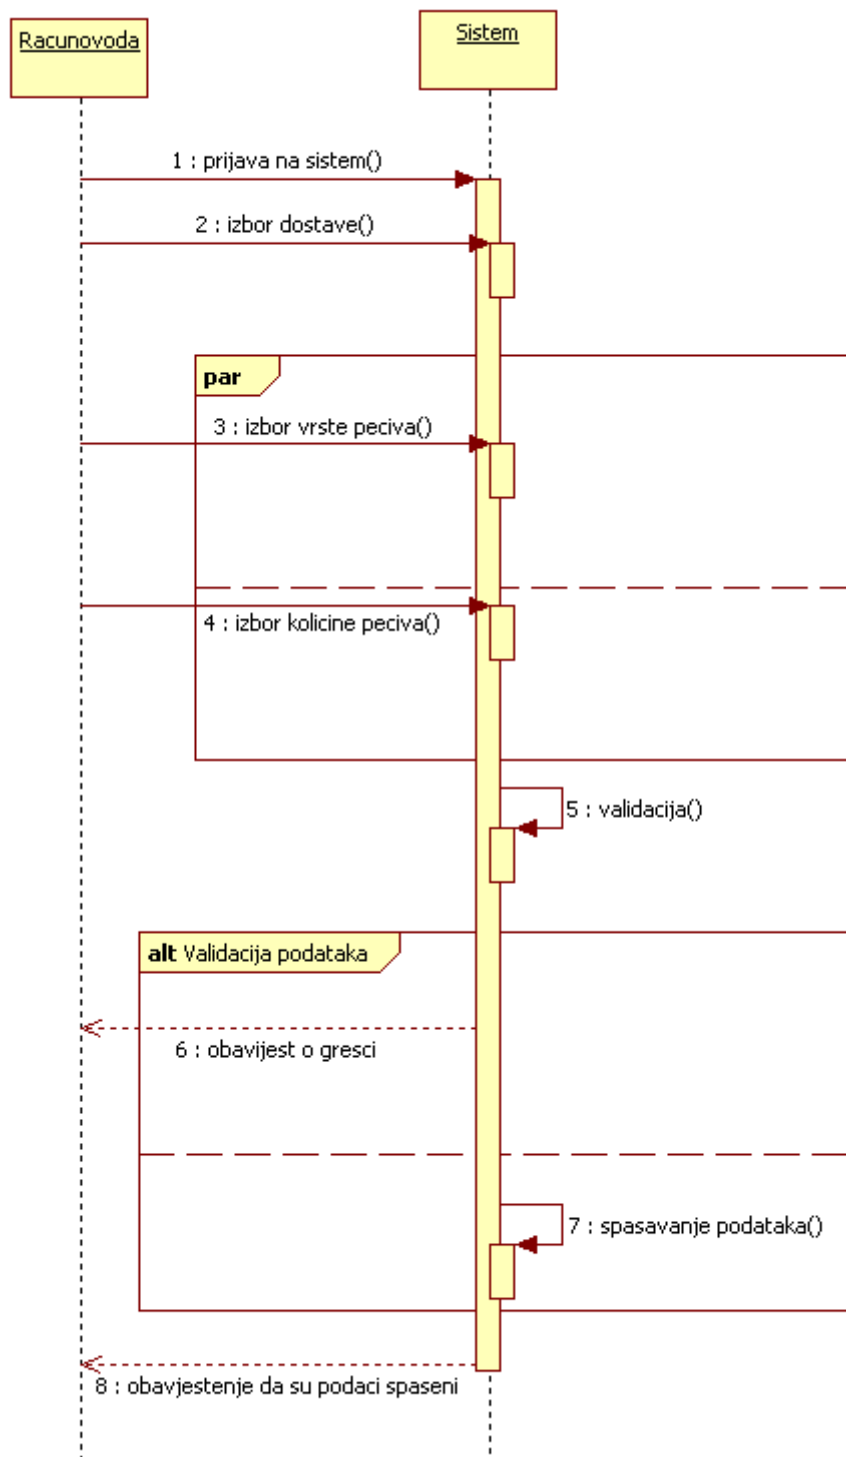 Racunovoda
Sistem
1 : prijava na sistem()
2 : izbor dostave()
par
3 : izbor vrste peciva()
4 : izbor kolicine peciva()
5 : validacija()
alt Validacija podataka
6 : obavijest o gresci
7 : spasavanje podataka()
8 : obavjestenje da su podaci spaseni